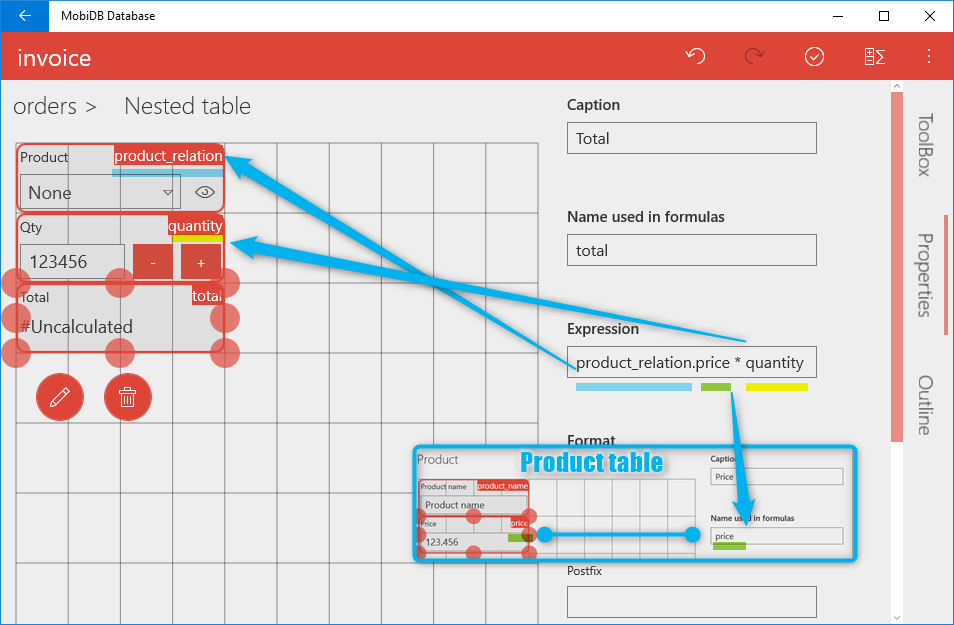 MobiDB Database
invoice
orders > Nested table
Product
product_relation
None
Qty
quantity
123456
-
+
Total
total
#Uncalculated
Caption
Total
Name used in formulas
total
Expression
product_relation.price * quantity
Format
Product
Product table
Product name
product_name
Product name
Price
price
123.456
Caption
Price
Name used in formulas
price
Postfix
ToolBox
Properties
Outline